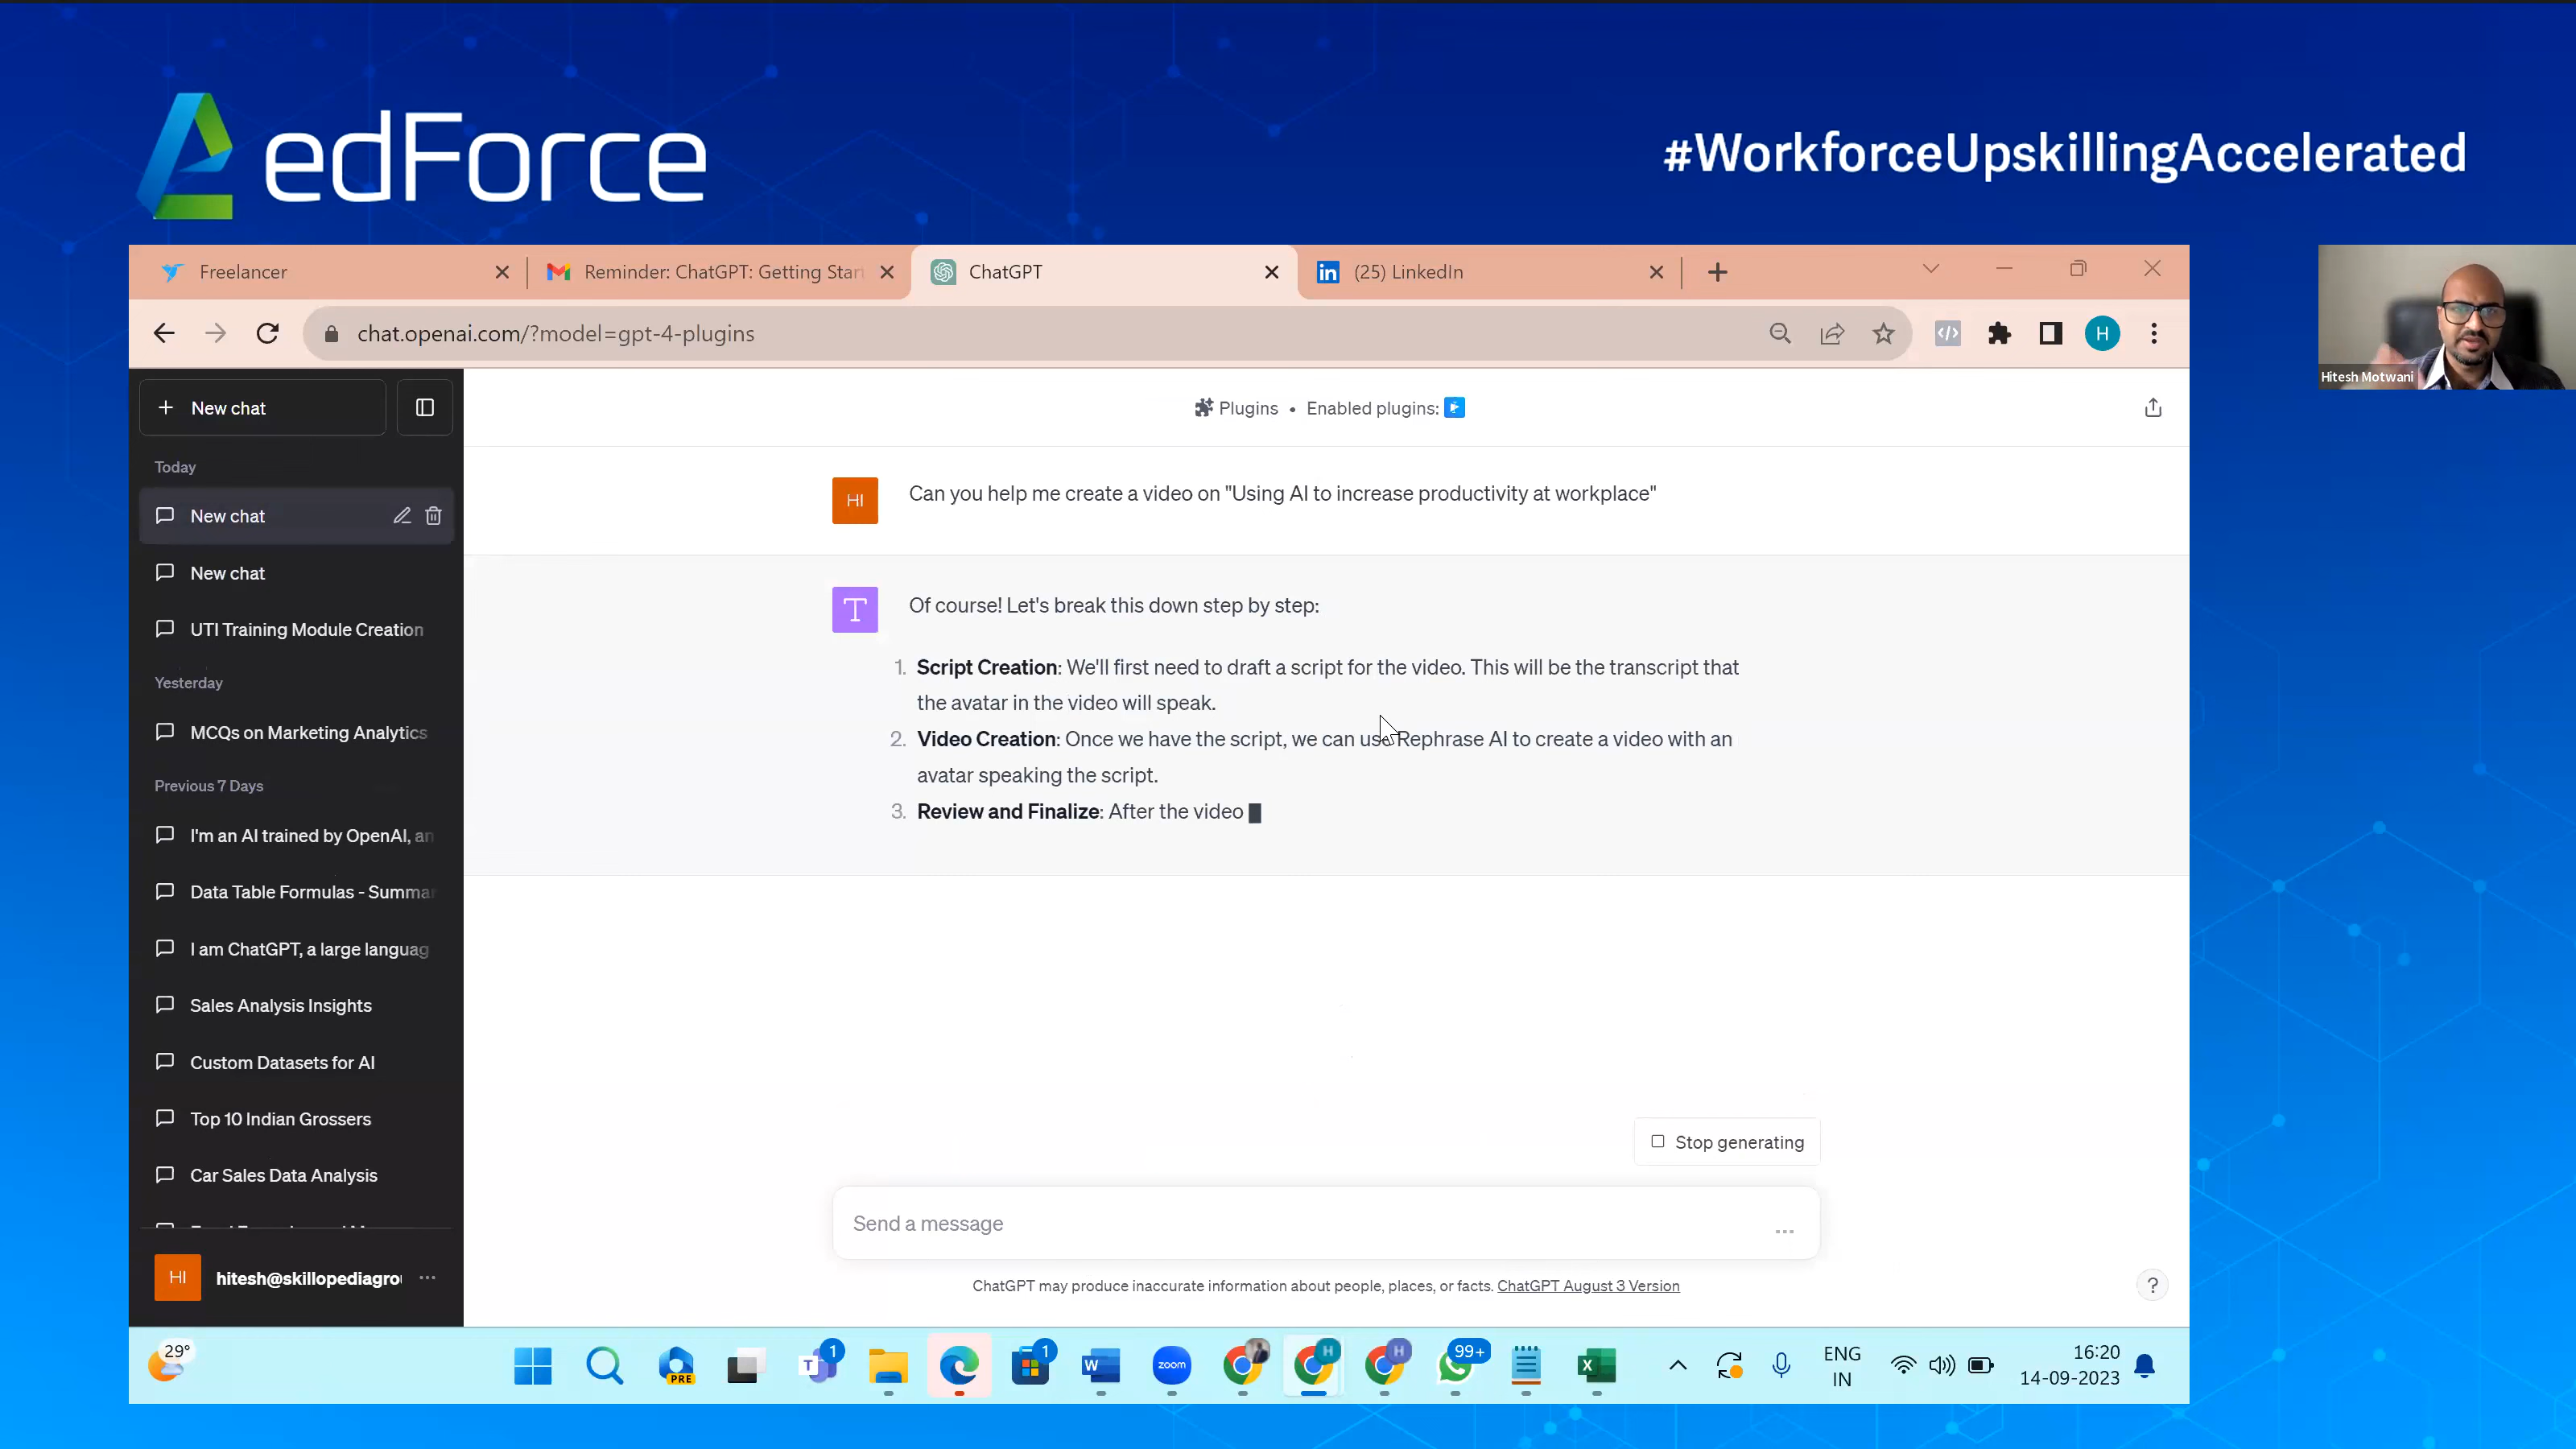 edForce
#WorkforceUpskillingAccelerated
Freelancer
Reminder: ChatGPT: Getting Star
ChatGPT
(25) LinkedIn
chat.openai.com/?model=gpt-4-plugins
H
Hitesh Motwani
New chat
Plugins • Enabled plugins:
Today
New chat
New chat
UTI Training Module Creation
Yesterday
MCQs on Marketing Analytics
Previous 7 Days
I'm an AI trained by OpenAI, an
Data Table Formulas - Summar
I am ChatGPT, a large languag
Sales Analysis Insights
Custom Datasets for AI
Top 10 Indian Grossers
Car Sales Data Analysis
HI
hitesh@skillopediagro
HI
Can you help me create a video on "Using AI to increase productivity at workplace"
T
Of course! Let's break this down step by step:
1. Script Creation: We'll first need to draft a script for the video. This will be the transcript that
the avatar in the video will speak.
2. Video Creation: Once we have the script, we can use Rephrase AI to create a video with an
avatar speaking the script.
3. Review and Finalize: After the video
Stop generating
Send a message
ChatGPT may produce inaccurate information about people, places, or facts. ChatGPT August 3 Version
?
29°
PRE
T
1
1
W
zoom
H
H
99+
X
ENG
IN
16:20
14-09-2023